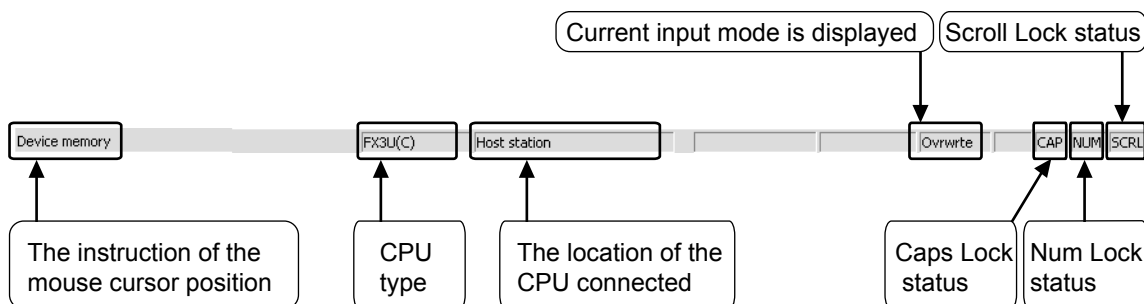 Current input mode is displayed
Scroll Lock status
Device memory
FX3U(C)
Host station
Ovrwrte
CAP
NUM
SCRL
The instruction of the
mouse cursor position
CPU
type
The location of the
CPU connected
Caps Lock
status
Num Lock
status